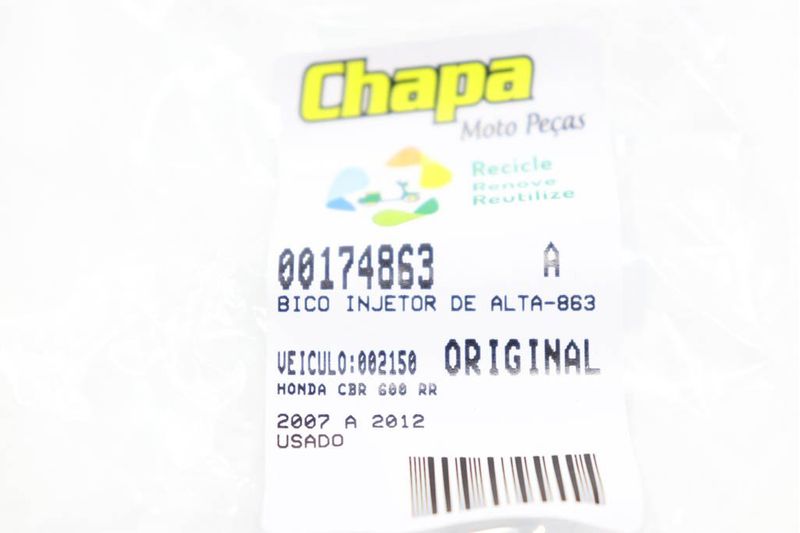 Chapa
Moto Peças
Recicle
Renove
Reutilize
00174863 A
BICO INJETOR DE ALTA-863
VEICULO:002150 ORIGINAL
HONDA CBR 600 RR
2007 A 2012
USADO